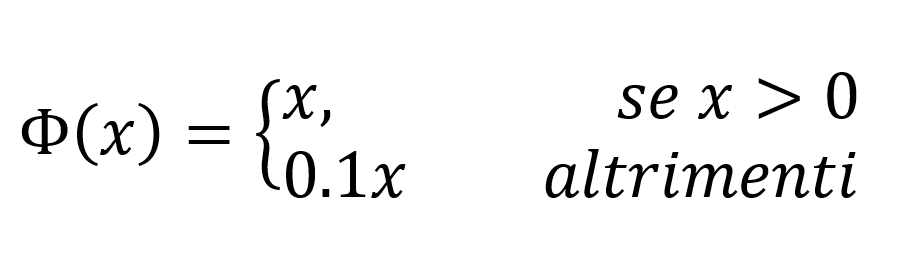 Φ(x) = { x, se x > 0
0.1x altrimenti